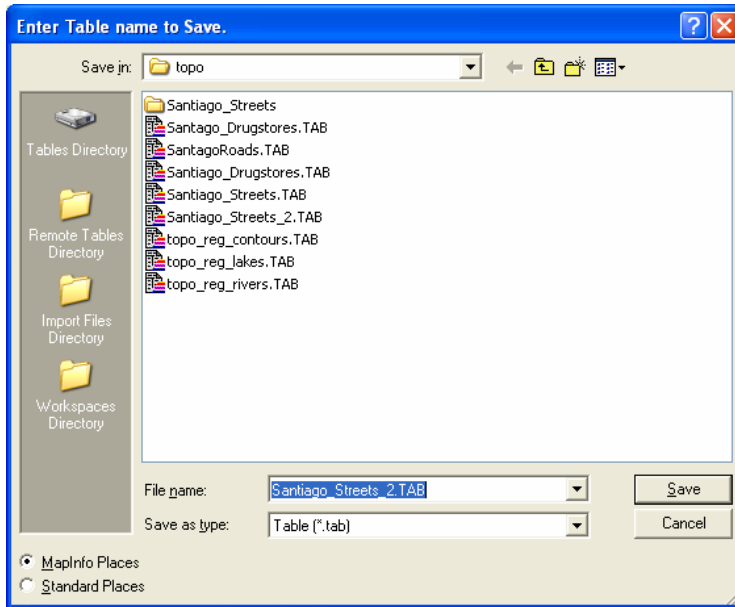 Enter Table name to Save.
Save in:
topo
Tables Directory
Remote Tables
Directory
Import Files
Directory
Workspaces
Directory
Santiago_Streets
Santago_Drugstores.TAB
SantagoRoads.TAB
Santiago_Drugstores.TAB
Santiago_Streets.TAB
Santiago_Streets_2.TAB
topo_reg_contours.TAB
topo_reg_lakes.TAB
topo_reg_rivers.TAB
File name:
Santiago_Streets_2.TAB
Save
Save as type:
Table (*.tab)
Cancel
MapInfo Places
Standard Places